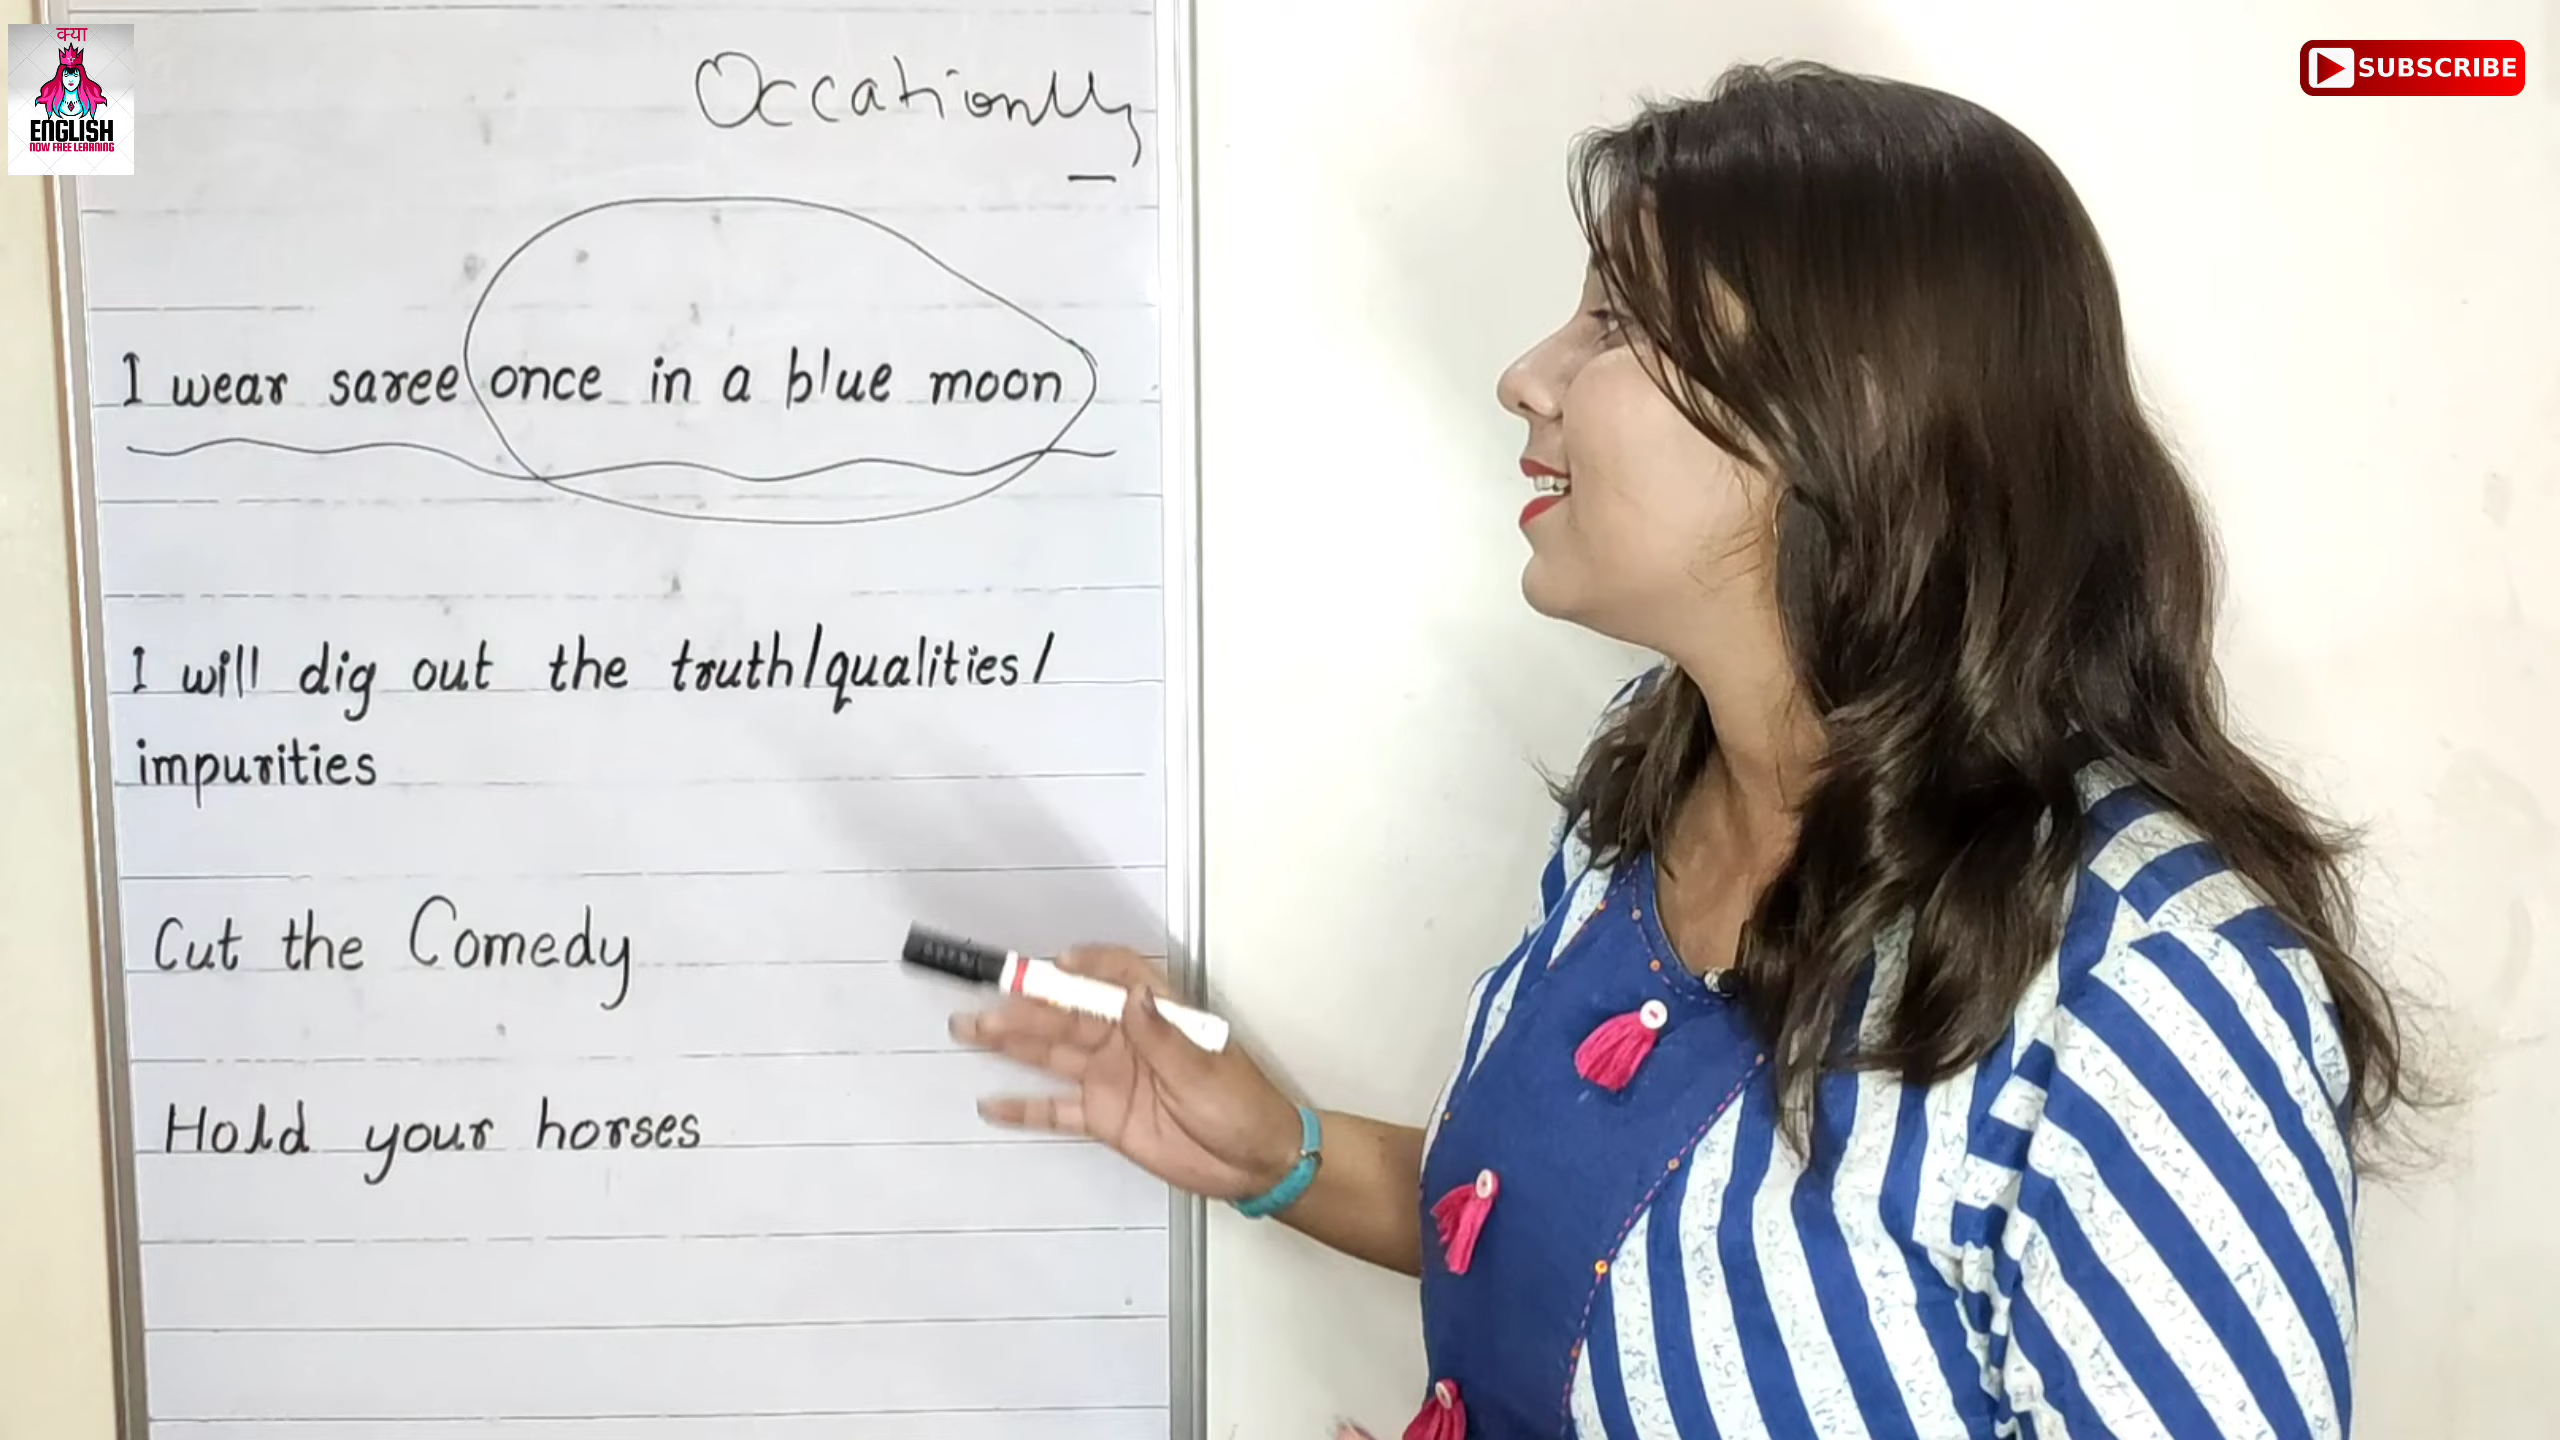 क्या
ENGLISH
NOW FREE LEARNING
SUBSCRIBE
Occationlly
I wear saree once in a blue moon
I will dig out the truth/qualities/
impurities
Cut the Comedy
Hold your horses